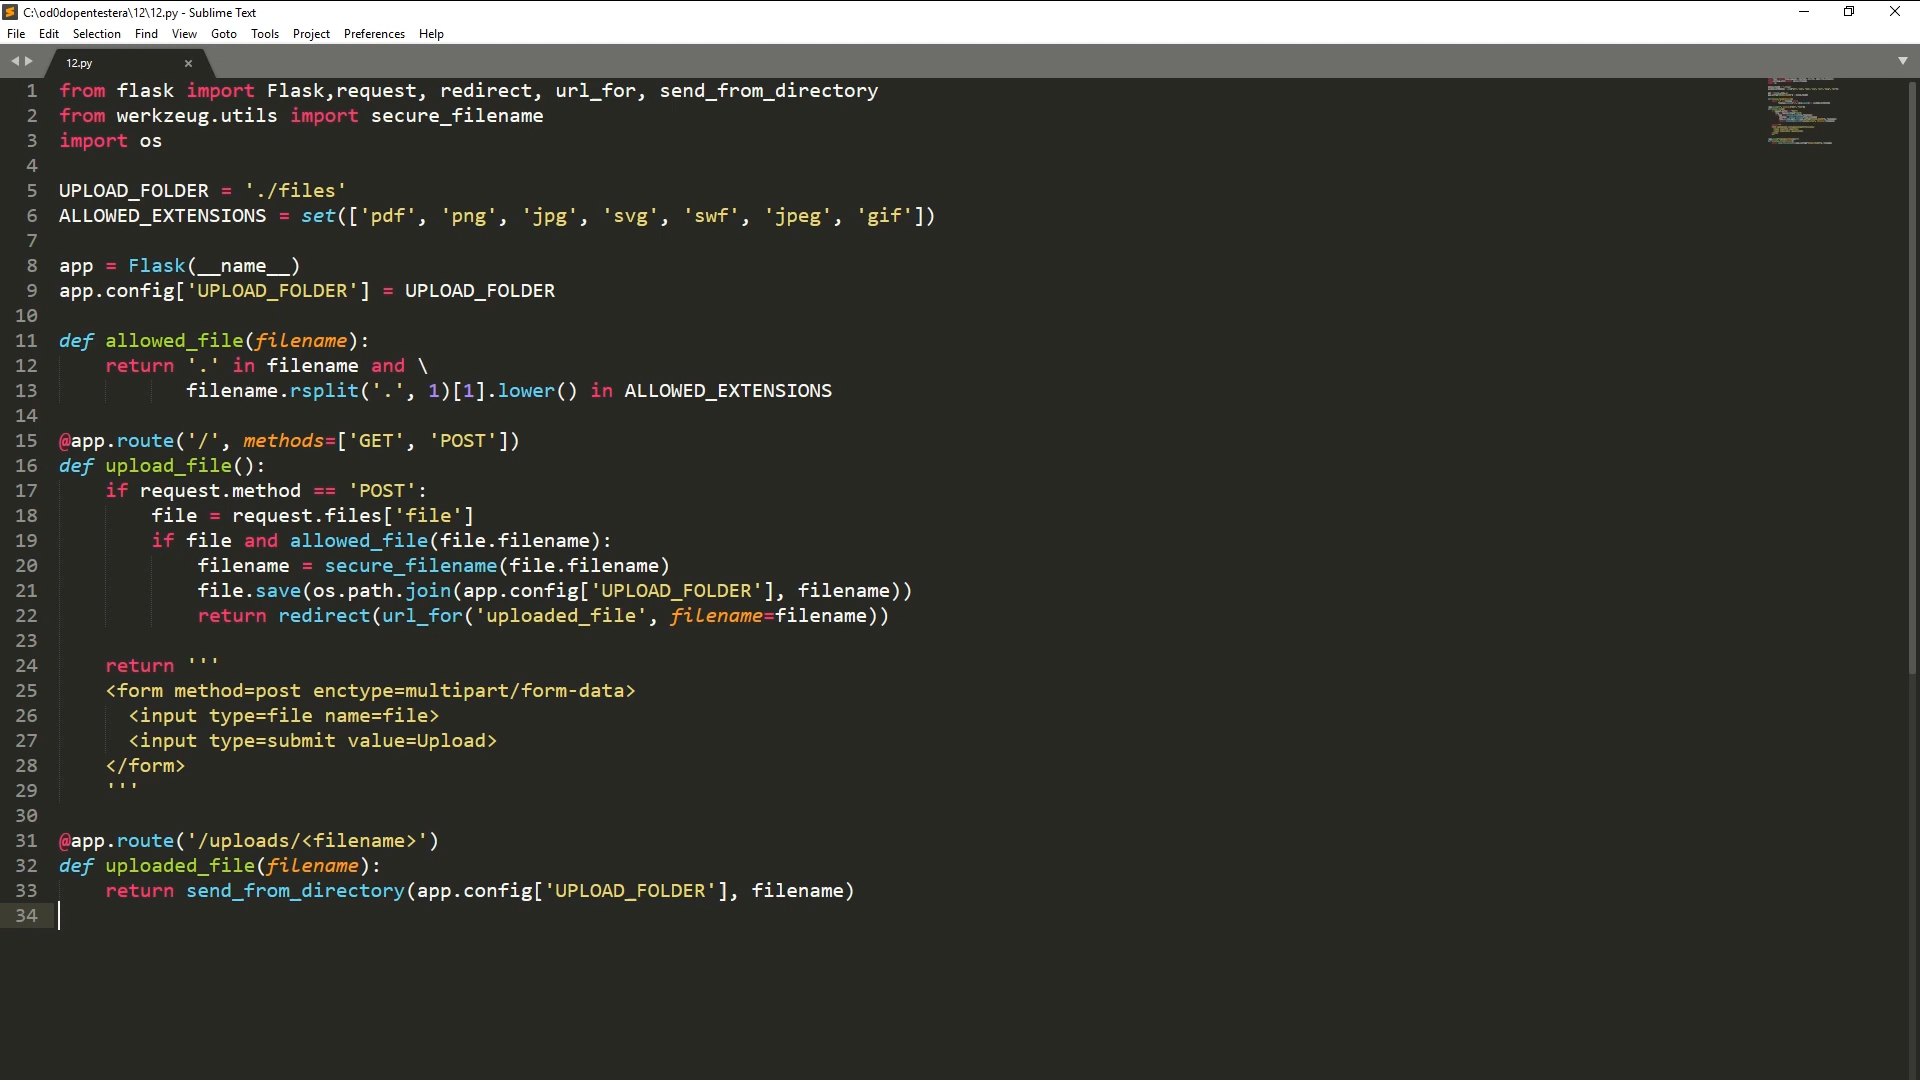 C:\od0dopentestera\12\12.py - Sublime Text
File Edit Selection Find View Goto Tools Project Preferences Help
12.py
1 from flask import Flask,request, redirect, url_for, send_from_directory
2 from werkzeug.utils import secure_filename
3 import os
4
5 UPLOAD_FOLDER = './files'
6 ALLOWED_EXTENSIONS = set(['pdf', 'png', 'jpg', 'svg', 'swf', 'jpeg', 'gif'])
7
8 app = Flask(__name__)
9 app.config['UPLOAD_FOLDER'] = UPLOAD_FOLDER
10
11 def allowed_file(filename):
12     return '.' in filename and \
13            filename.rsplit('.', 1)[1].lower() in ALLOWED_EXTENSIONS
14
15 @app.route('/', methods=['GET', 'POST'])
16 def upload_file():
17     if request.method == 'POST':
18         file = request.files['file']
19         if file and allowed_file(file.filename):
20             filename = secure_filename(file.filename)
21             file.save(os.path.join(app.config['UPLOAD_FOLDER'], filename))
22             return redirect(url_for('uploaded_file', filename=filename))
23
24     return '''
25     <form method=post enctype=multipart/form-data>
26       <input type=file name=file>
27       <input type=submit value=Upload>
28     </form>
29     '''
30
31 @app.route('/uploads/<filename>')
32 def uploaded_file(filename):
33     return send_from_directory(app.config['UPLOAD_FOLDER'], filename)
34